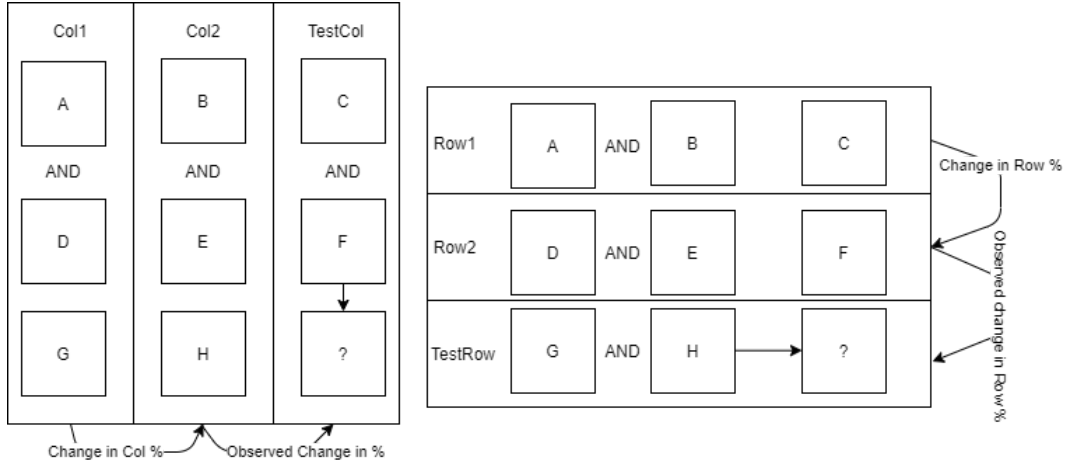 Col1 Col2 TestCol
A B C
AND AND AND
D E F
G H ?
Change in Col % Observed Change in %
Row1 A AND B C
Change in Row %
Row2 D AND E F
Observed change in Row %
TestRow G AND H ?